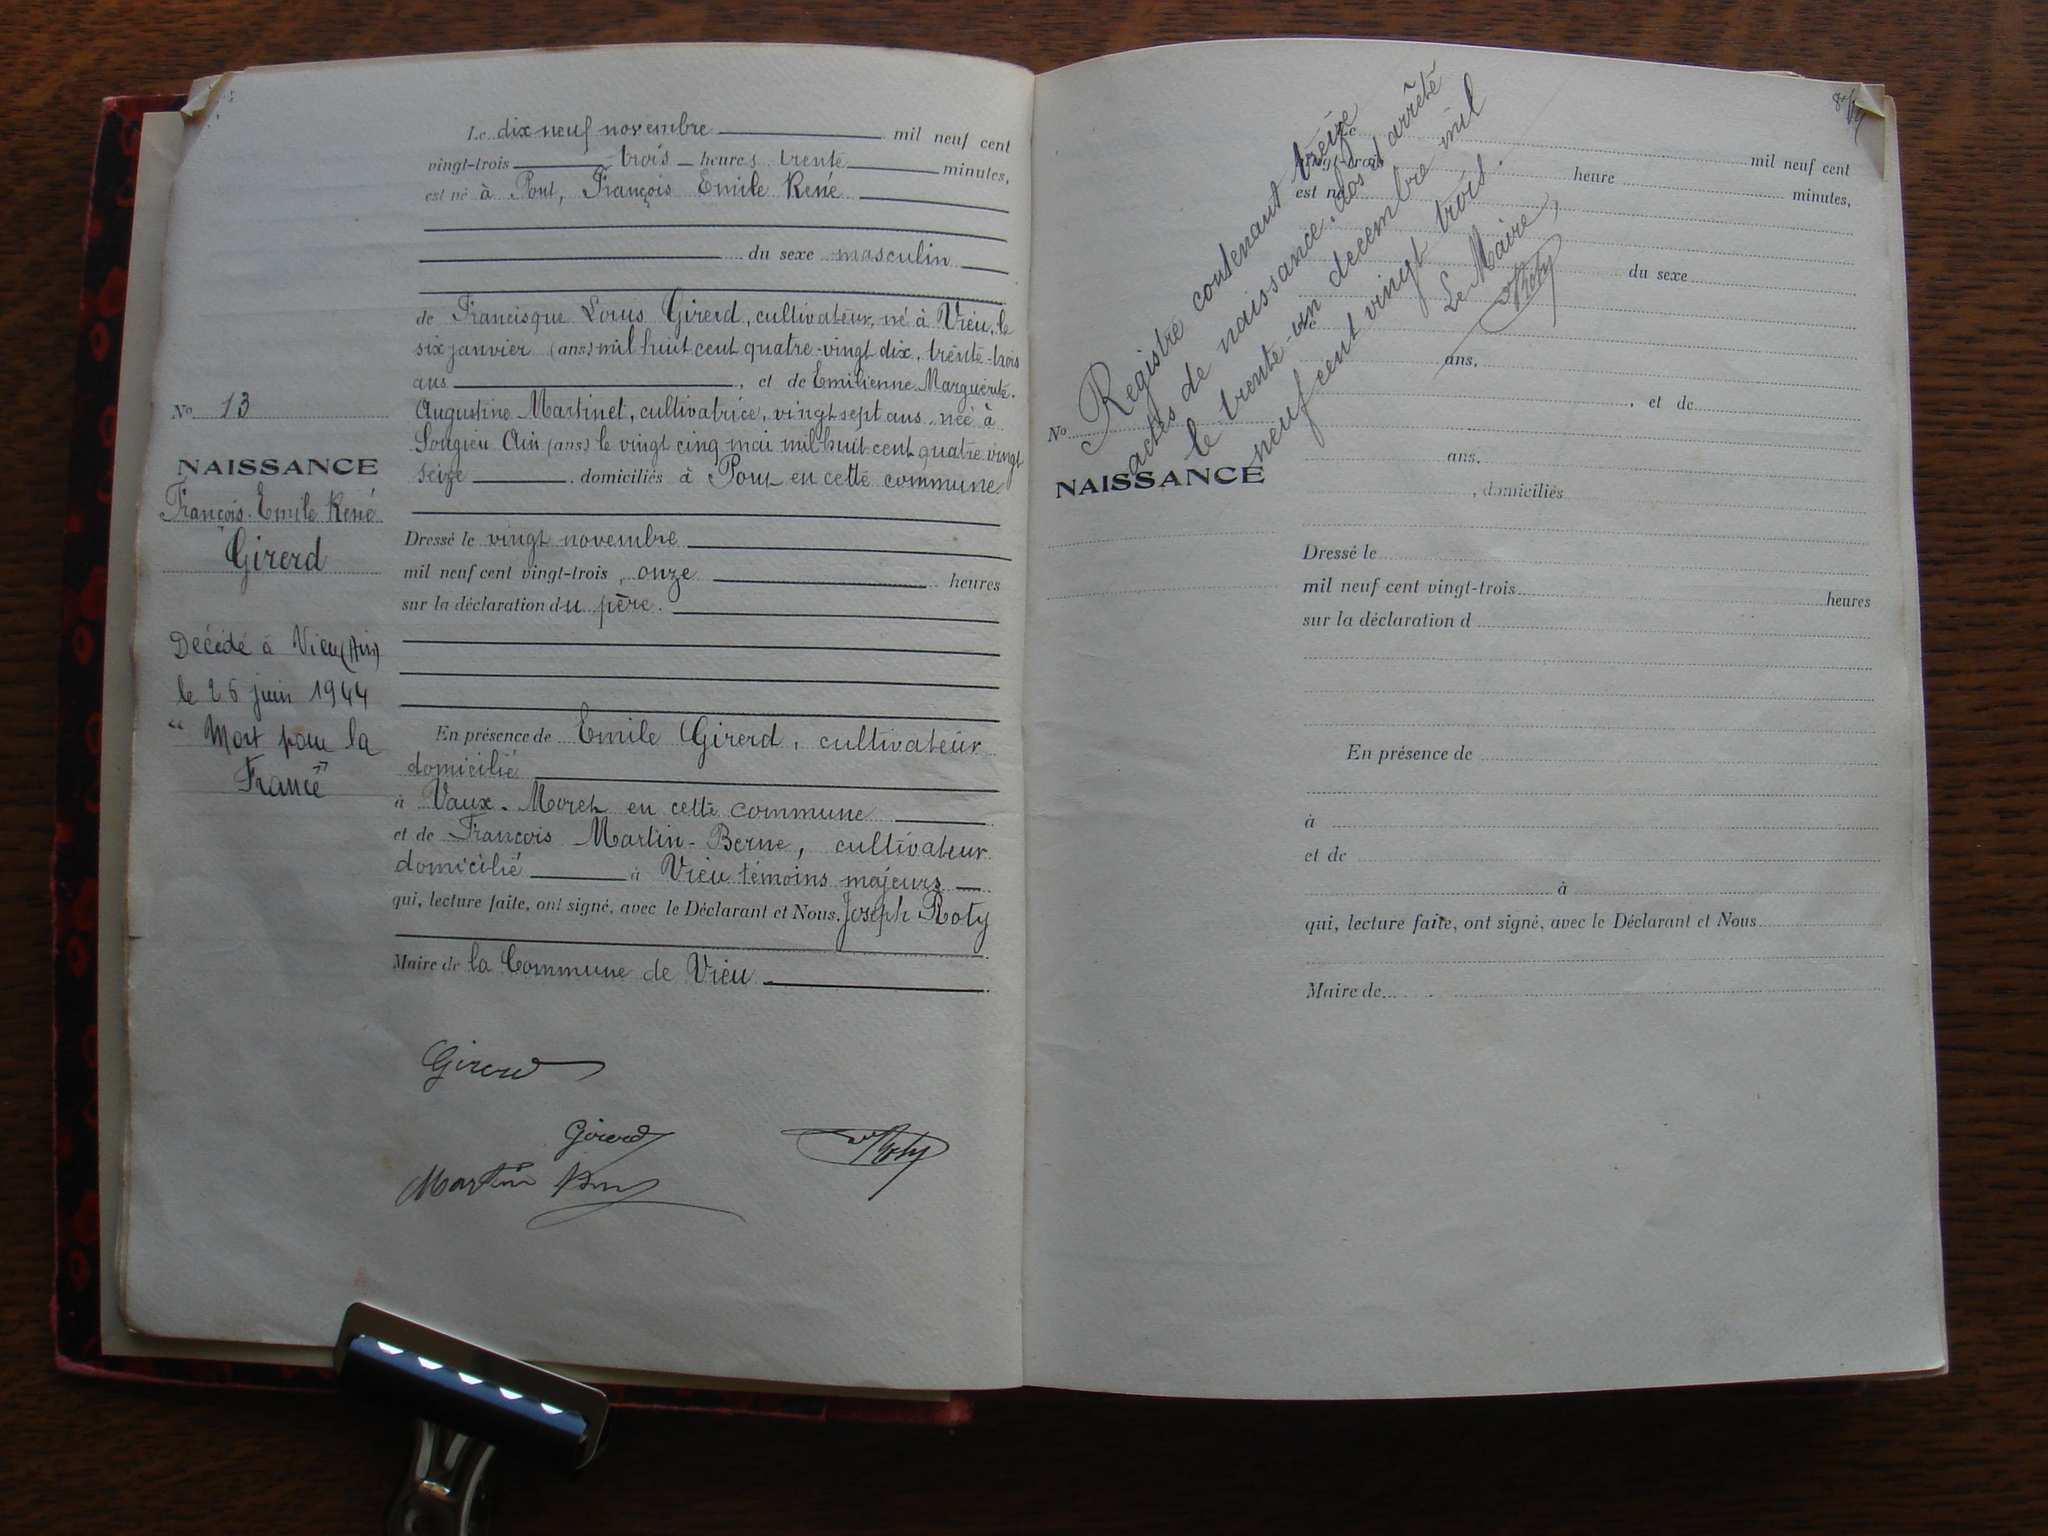 Le dix neuf novembre mil neuf cent
vingt-trois trois heures trente minutes,
est né à Pont, François Emile René
du sexe masculin
de Francisque Louis Girerd, cultivateur, né à Vieu, le
six janvier (ans) mil huit cent quatre-vingt dix, trente-trois
ans , et de Emilienne Marguerite
Augustine Martinet, cultivatrice, vingt sept ans née à
Songieu Ain (ans) le vingt cinq mai mil huit cent quatre vingt
seize , domiciliés à Pont en cette commune
Dressé le vingt novembre
mil neuf cent vingt-trois, onze heures
sur la déclaration du père.
En présence de Emile Girerd, cultivateur
domicilié
à Vaux-Moret en cette commune
et de François Martin-Berne, cultivateur
domicilié à Vieu témoins majeurs
qui, lecture faite, ont signé, avec le Déclarant et Nous, Joseph Roty
Maire de la Commune de Vieu
Girerd
Girerd
Roty
Martin
No 13
NAISSANCE
François Emile René
Girerd
Décédé à Vieu (Ain)
le 26 juin 1944
"Mort pour la
France"
Registre contenant treize
actes de naissance, clos et arrêté
le trente-un decembre mil
neuf cent vingt trois.
Le Maire,
Roty
No
NAISSANCE
Le mil neuf cent
vingt-trois heure minutes,
est né
du sexe
de
ans,
, et de
ans,
, domiciliés
Dressé le
mil neuf cent vingt-trois heures
sur la déclaration d
En présence de
à
et de
à
qui, lecture faite, ont signé, avec le Déclarant et Nous
Maire de